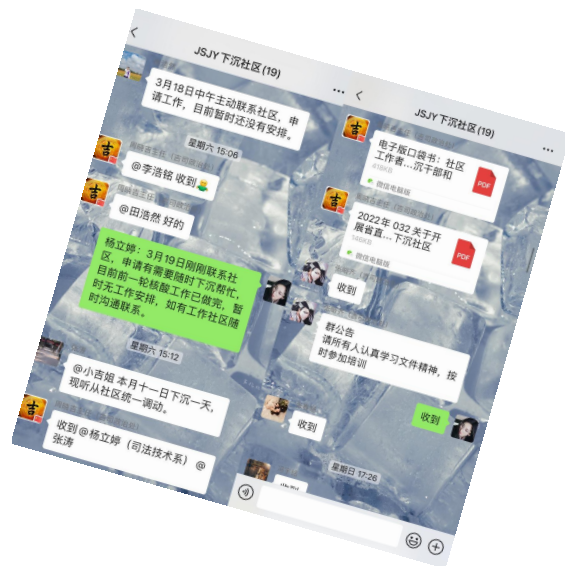 JSJY下沉社区(19)
3月18日中午主动联系社区，申
请工作，目前暂时还没有安排。
星期六 15:06
@李浩铭 收到
@田浩然 好的
杨立婷：3月19日刚刚联系社
区，申请有需要随时下沉帮忙，
目前前一轮核酸工作已做完，暂
时无工作安排，如有工作社区随
时沟通联系。
星期六 15:12
@小吉姐 本月十一日下沉一天，
现听从社区统一调动。
收到@杨立婷（司法技术系）@
张涛
JSJY下沉社区(19)
电子版口袋书：社区
工作者...沉干部和
418KB
PDF
微信电脑版
2022年 032 关于开
展省直...下沉社区
146KB
PDF
微信电脑版
收到
群公告
请所有人认真学习文件精神，按
时参加培训
收到
收到
星期日 17:26